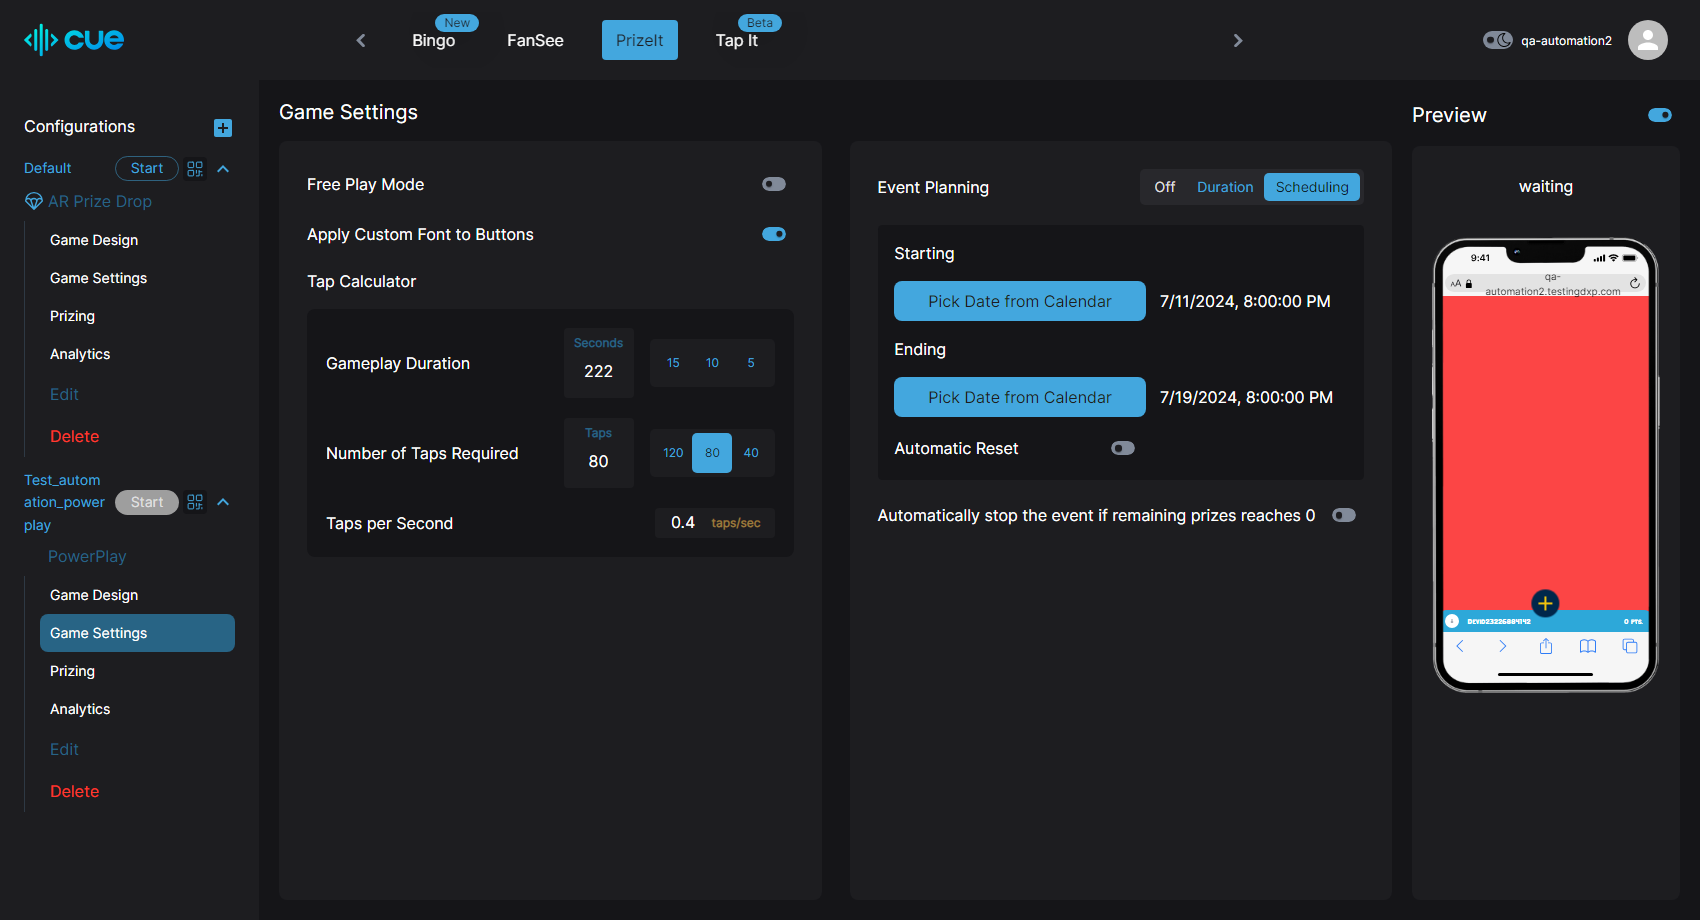 cue
New
Bingo
FanSee
PrizeIt
Beta
Tap It
qa-automation2
Configurations
Default
Start
AR Prize Drop
Game Design
Game Settings
Prizing
Analytics
Edit
Delete
Test_autom
ation_power
play
Start
PowerPlay
Game Design
Game Settings
Prizing
Analytics
Edit
Delete
Game Settings
Free Play Mode
Apply Custom Font to Buttons
Tap Calculator
Gameplay Duration
Seconds
222
15 10 5
Number of Taps Required
Taps
80
120 80 40
Taps per Second
0.4 taps/sec
Event Planning
Off Duration Scheduling
Starting
Pick Date from Calendar 7/11/2024, 8:00:00 PM
Ending
Pick Date from Calendar 7/19/2024, 8:00:00 PM
Automatic Reset
Automatically stop the event if remaining prizes reaches 0
Preview
waiting
9:41
AA
qa-
automation2.testingdxp.com
0 PTS.